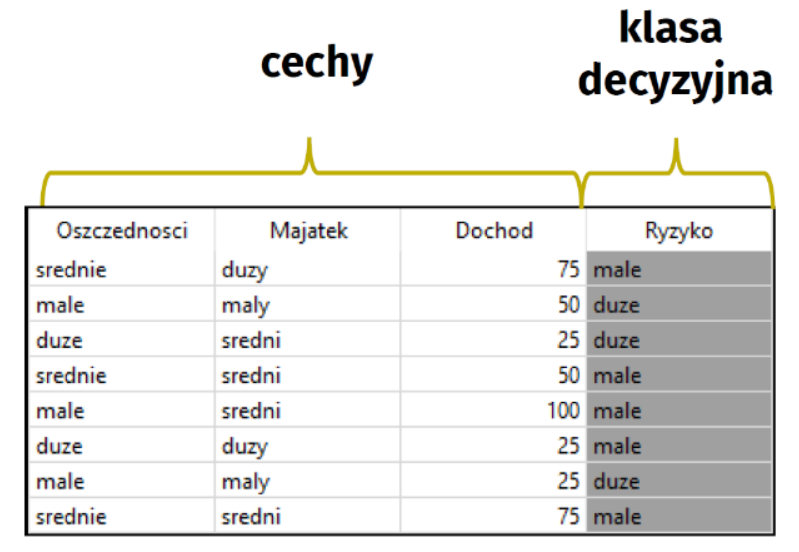 cechy
klasa
decyzyjna
Oszczednosci Majatek Dochod Ryzyko
srednie duzy 75 male
male maly 50 duze
duze sredni 25 duze
srednie sredni 50 male
male sredni 100 male
duze duzy 25 male
male maly 25 duze
srednie sredni 75 male